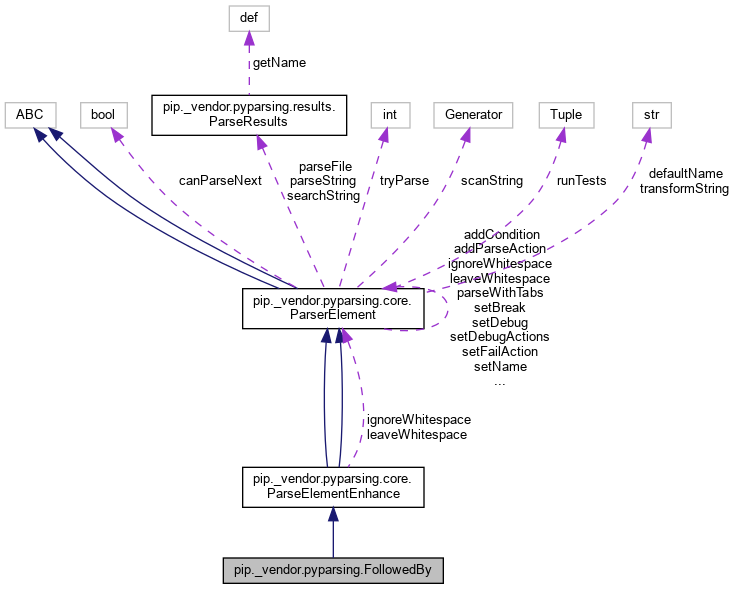 def
getName
pip._vendor.pyparsing.results.
ParseResults
ABC
bool
int
Generator
Tuple
str
canParseNext
parseFile
parseString
searchString
tryParse
scanString
runTests
defaultName
transformString
addCondition
addParseAction
ignoreWhitespace
leaveWhitespace
parseWithTabs
setBreak
setDebug
setDebugActions
setFailAction
setName
...
pip._vendor.pyparsing.core.
ParserElement
ignoreWhitespace
leaveWhitespace
pip._vendor.pyparsing.core.
ParseElementEnhance
pip._vendor.pyparsing.FollowedBy